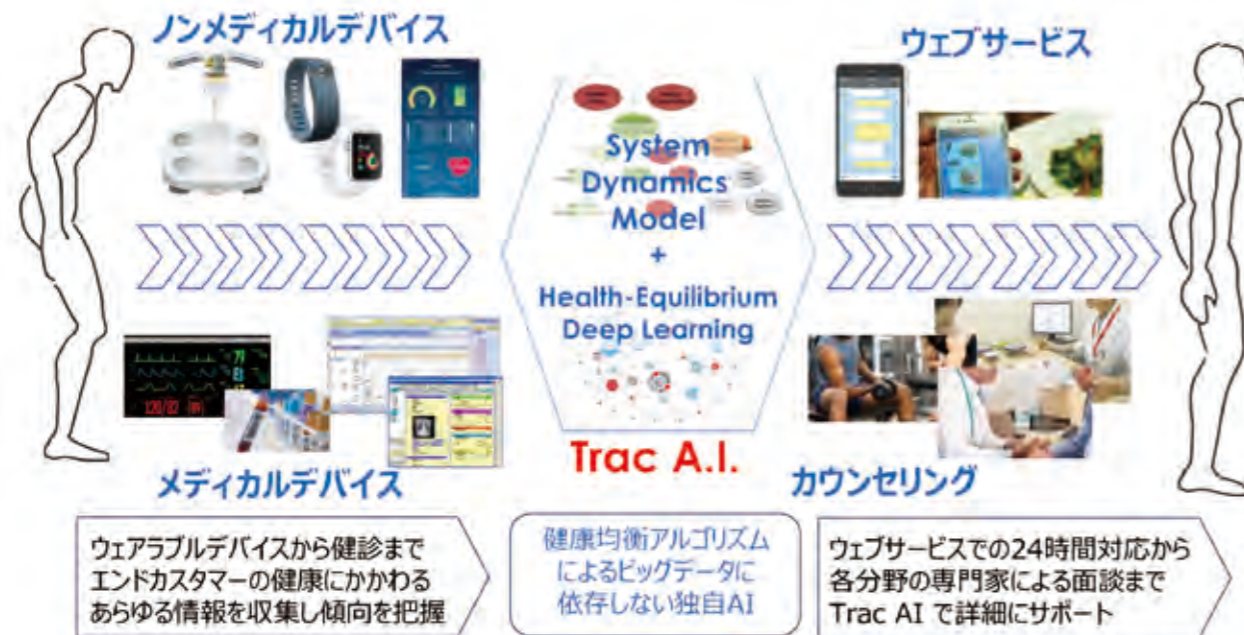 ノンメディカルデバイス
ウェブサービス
System
Dynamics
Model
+
Health-Equilibrium
Deep Learning
120/82
Trac A.I.
メディカルデバイス
カウンセリング
ウェアラブルデバイスから健診まで
エンドカスタマーの健康にかかわる
あらゆる情報を収集し傾向を把握
健康均衡アルゴリズム
によるビッグデータに
依存しない独自AI
ウェブサービスでの24時間対応から
各分野の専門家による面談まで
Trac AI で詳細にサポート